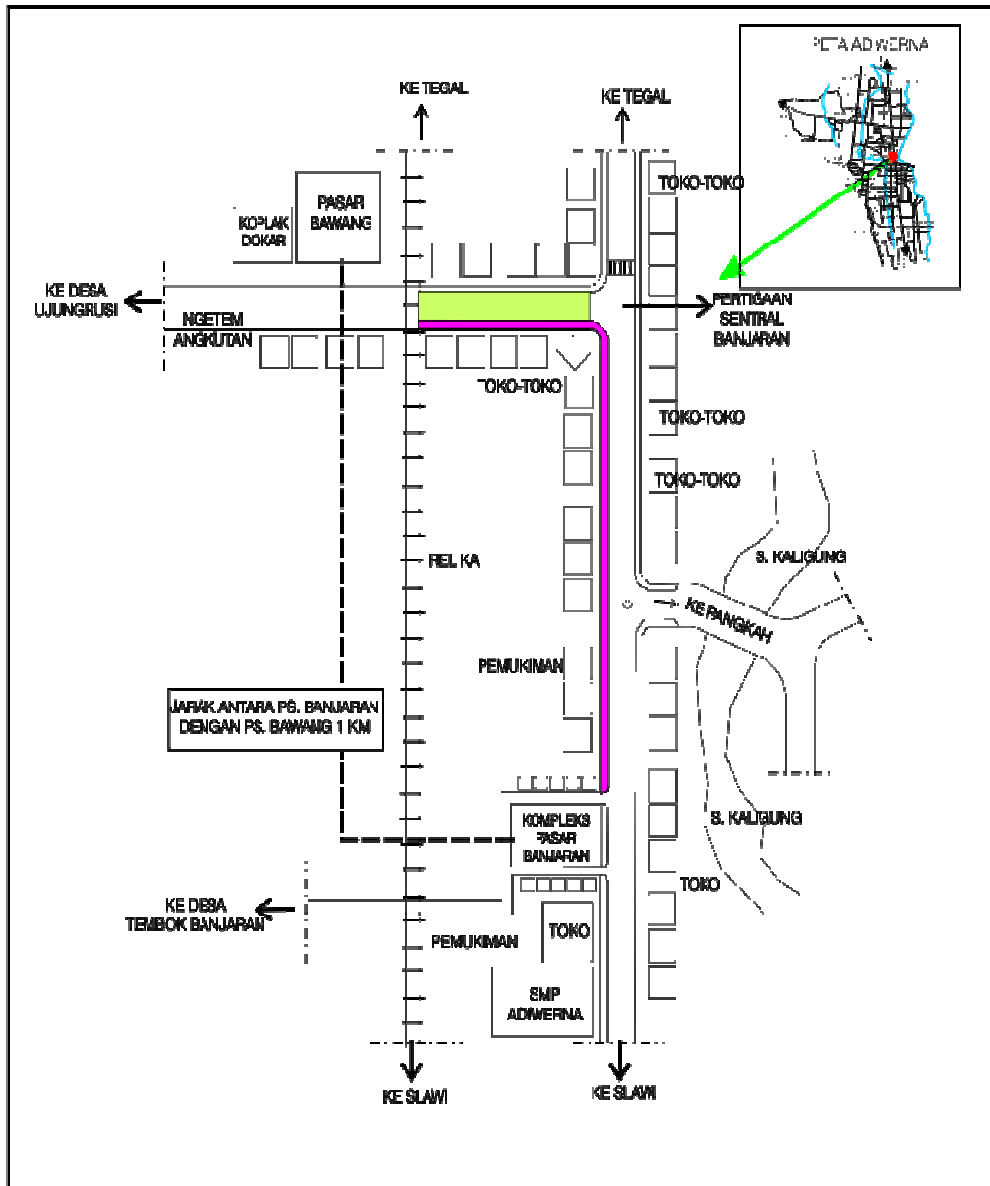 PETA ADIWERNA
KE TEGAL
KE TEGAL
TOKO-TOKO
PASAR
BAWANG
KOPLAK
DOKAR
KE DESA
UJUNGRUSI
NGETEM
ANGKUTAN
PERTIGAAN
SENTRAL
BANJARAN
TOKO-TOKO
TOKO-TOKO
TOKO-TOKO
REL KA
S. KALIGUNG
KE PANGKAH
PEMUKIMAN
JARAK ANTARA PS. BANJARAN
DENGAN PS. BAWANG 1 KM
KOMPLEKS
PASAR
BANJARAN
S. KALIGUNG
TOKO
KE DESA
TEMBOK BANJARAN
PEMUKIMAN
TOKO
SMP
ADIWERNA
KE SLAWI
KE SLAWI